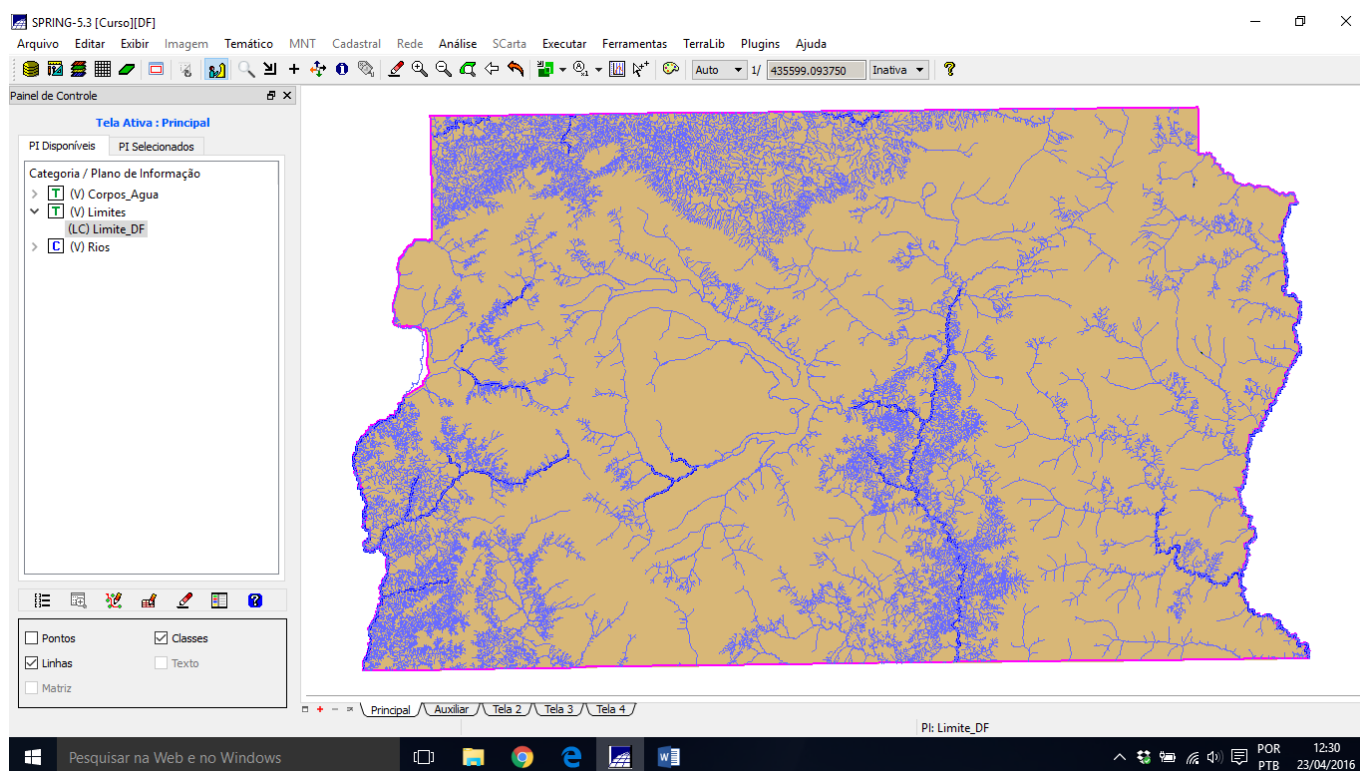 SPRING-5.3 [Curso][DF]
Arquivo Editar Exibir Imagem Temático MNT Cadastral Rede Análise SCarta Executar Ferramentas TerraLib Plugins Ajuda
Auto 1/ 435599.093750 Inativa
Painel de Controle
Tela Ativa : Principal
PI Disponíveis PI Selecionados
Categoria / Plano de Informação
T (V) Corpos_Agua
T (V) Limites
(LC) Limite_DF
C (V) Rios
Pontos Classes
Linhas Texto
Matriz
Principal Auxiliar Tela 2 Tela 3 Tela 4
PI: Limite_DF
Pesquisar na Web e no Windows
POR 12:30
PTB 23/04/2016